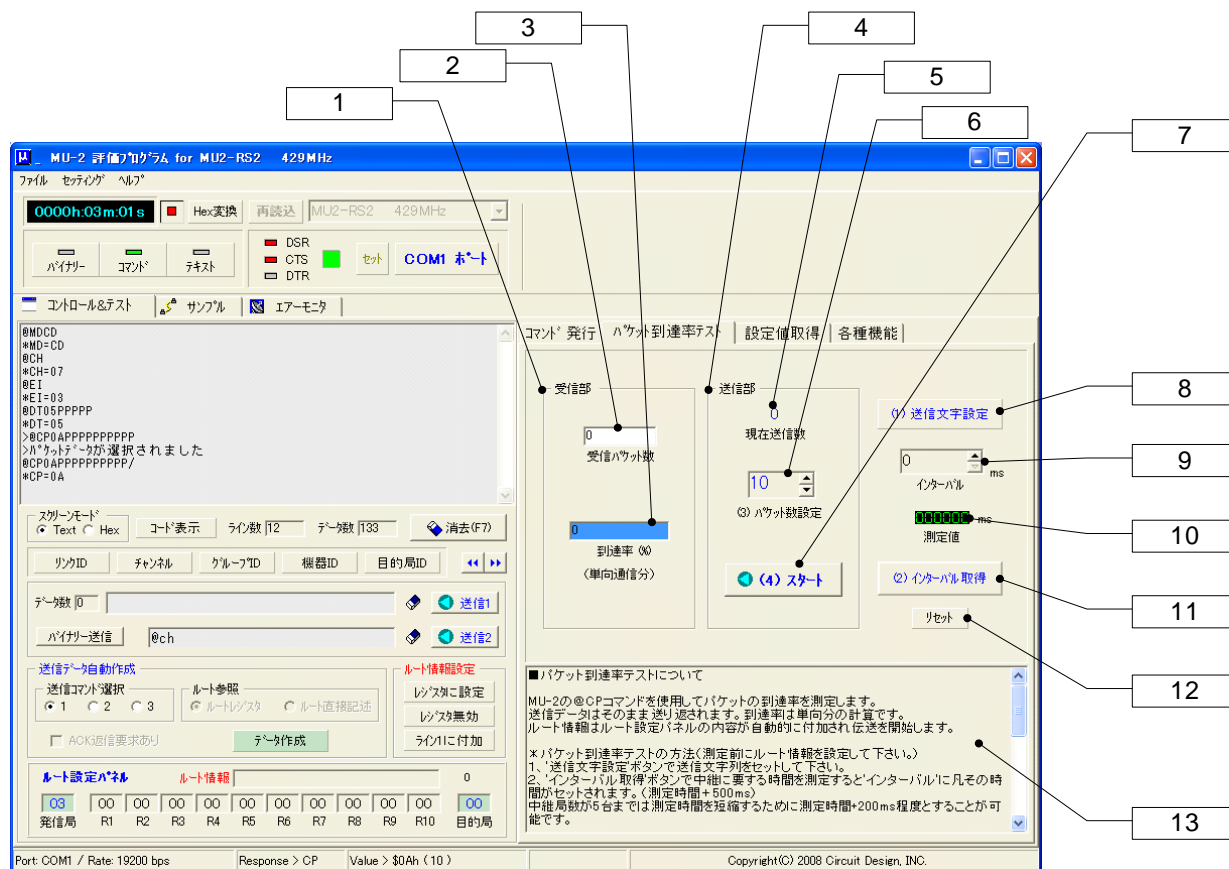 3
4
2
5
1
6
7
MU-2 評価ﾌﾟﾛｸﾞﾗﾑ for MU2-RS2 429MHz
ﾌｧｲﾙ ｾｯﾃｨﾝｸﾞ ﾍﾙﾌﾟ
0000h:03m:01s Hex変換 再読込 MU2-RS2 429MHz
ﾊﾞｲﾅﾘｰ ｺﾏﾝﾄﾞ ﾃｷｽﾄ
DSR
CTS
DTR
ｾｯﾄ COM1 ﾎﾟｰﾄ
ｺﾝﾄﾛｰﾙ&ﾃｽﾄ ｻﾝﾌﾟﾙ ｴｱｰﾓﾆﾀ
@MDCD
*MD=CD
@CH
*CH=07
@EI
*EI=03
@DT05PPPPP
*DT=05
>@CP0APPPPPPPPPP
>ﾊﾟｹｯﾄﾃﾞｰﾀが選択されました
@CP0APPPPPPPPPP/
*CP=0A
ｽｸﾘｰﾝﾓｰﾄﾞ
Text Hex
ｺｰﾄﾞ表示 ﾗｲﾝ数 12 ﾃﾞｰﾀ数 133 消去(F7)
ﾘﾝｸID ﾁｬﾝﾈﾙ ｸﾞﾙｰﾌﾟID 機器ID 目的局ID
ﾃﾞｰﾀ数 0 送信1
ﾊﾞｲﾅﾘｰ送信 @ch 送信2
送信ﾃﾞｰﾀ自動作成
送信ｺﾏﾝﾄﾞ選択
1 2 3
ﾙｰﾄ参照
ﾙｰﾄﾚｼﾞｽﾀ ﾙｰﾄ直接記述
ACK返信要求あり ﾃﾞｰﾀ作成
ﾙｰﾄ情報設定
ﾚｼﾞｽﾀに設定
ﾚｼﾞｽﾀ無効
ﾗｲﾝ1に付加
ﾙｰﾄ設定ﾊﾟﾈﾙ ﾙｰﾄ情報 0
03 00 00 00 00 00 00 00 00 00 00 00
発信局 R1 R2 R3 R4 R5 R6 R7 R8 R9 R10 目的局
ｺﾏﾝﾄﾞ発行 ﾊﾟｹｯﾄ到達率ﾃｽﾄ 設定値取得 各種機能
受信部
0
受信ﾊﾟｹｯﾄ数
0
到達率 (%)
(単向通信分)
送信部
0
現在送信数
10
(3) ﾊﾟｹｯﾄ数設定
(4) ｽﾀｰﾄ
(1) 送信文字設定
0 ms
ｲﾝﾀｰﾊﾞﾙ
000000 ms
測定値
(2) ｲﾝﾀｰﾊﾞﾙ取得
ﾘｾｯﾄ
8
9
10
11
12
13
■ﾊﾟｹｯﾄ到達率ﾃｽﾄについて
MU-2の@CPｺﾏﾝﾄﾞを使用してﾊﾟｹｯﾄの到達率を測定します。
送信ﾃﾞｰﾀはそのまま送り返されます。到達率は単向分の計算です。
ﾙｰﾄ情報はﾙｰﾄ設定ﾊﾟﾈﾙの内容が自動的に付加され伝送を開始します。
*ﾊﾟｹｯﾄ到達率ﾃｽﾄの方法(測定前にﾙｰﾄ情報を設定して下さい。)
1、'送信文字設定'ﾎﾞﾀﾝで送信文字列をｾｯﾄして下さい。
2、'ｲﾝﾀｰﾊﾞﾙ取得'ﾎﾞﾀﾝで中継に要する時間を測定すると'ｲﾝﾀｰﾊﾞﾙ'に凡その時
間がｾｯﾄされます。(測定時間+500ms)
中継局数が5台までは測定時間を短縮するために測定時間+200ms程度とすることが可
能です。
Port: COM1 / Rate: 19200 bps Response > CP Value > $0Ah ( 10 ) Copyright(C) 2008 Circuit Design, INC.